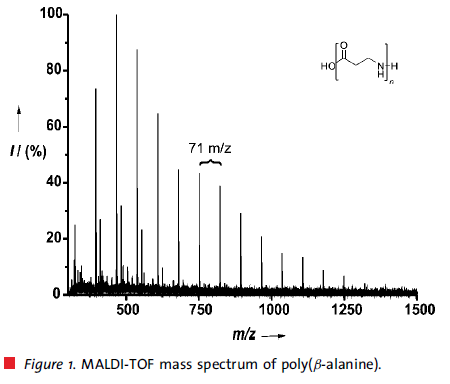 100
80
60
40
20
0
I / (%)
71 m/z
HO
O
N
H
H
n
500
750
1000
1250
1500
m/z
Figure 1. MALDI-TOF mass spectrum of poly(β-alanine).